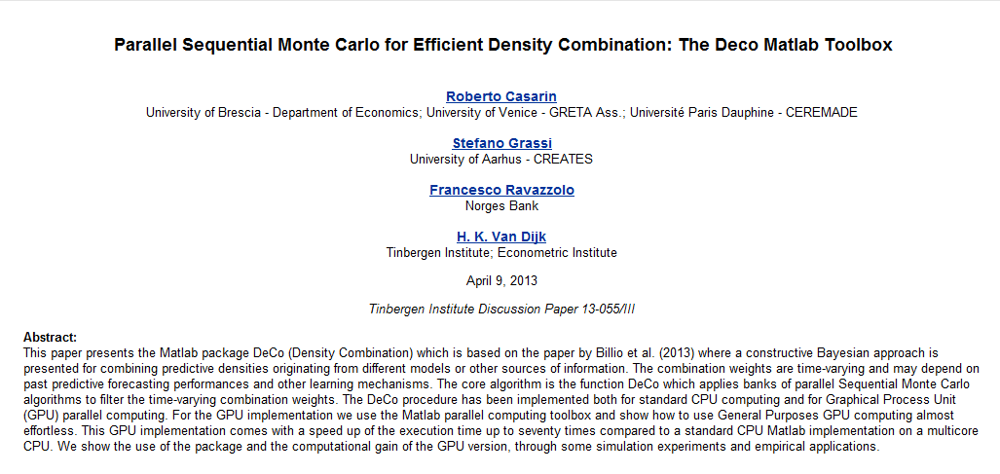 Parallel Sequential Monte Carlo for Efficient Density Combination: The Deco Matlab Toolbox
Roberto Casarin
University of Brescia - Department of Economics; University of Venice - GRETA Ass.; Université Paris Dauphine - CEREMADE
Stefano Grassi
University of Aarhus - CREATES
Francesco Ravazzolo
Norges Bank
H. K. Van Dijk
Tinbergen Institute; Econometric Institute
April 9, 2013
Tinbergen Institute Discussion Paper 13-055/III
Abstract:
This paper presents the Matlab package DeCo (Density Combination) which is based on the paper by Billio et al. (2013) where a constructive Bayesian approach is
presented for combining predictive densities originating from different models or other sources of information. The combination weights are time-varying and may depend on
past predictive forecasting performances and other learning mechanisms. The core algorithm is the function DeCo which applies banks of parallel Sequential Monte Carlo
algorithms to filter the time-varying combination weights. The DeCo procedure has been implemented both for standard CPU computing and for Graphical Process Unit
(GPU) parallel computing. For the GPU implementation we use the Matlab parallel computing toolbox and show how to use General Purposes GPU computing almost
effortless. This GPU implementation comes with a speed up of the execution time up to seventy times compared to a standard CPU Matlab implementation on a multicore
CPU. We show the use of the package and the computational gain of the GPU version, through some simulation experiments and empirical applications.